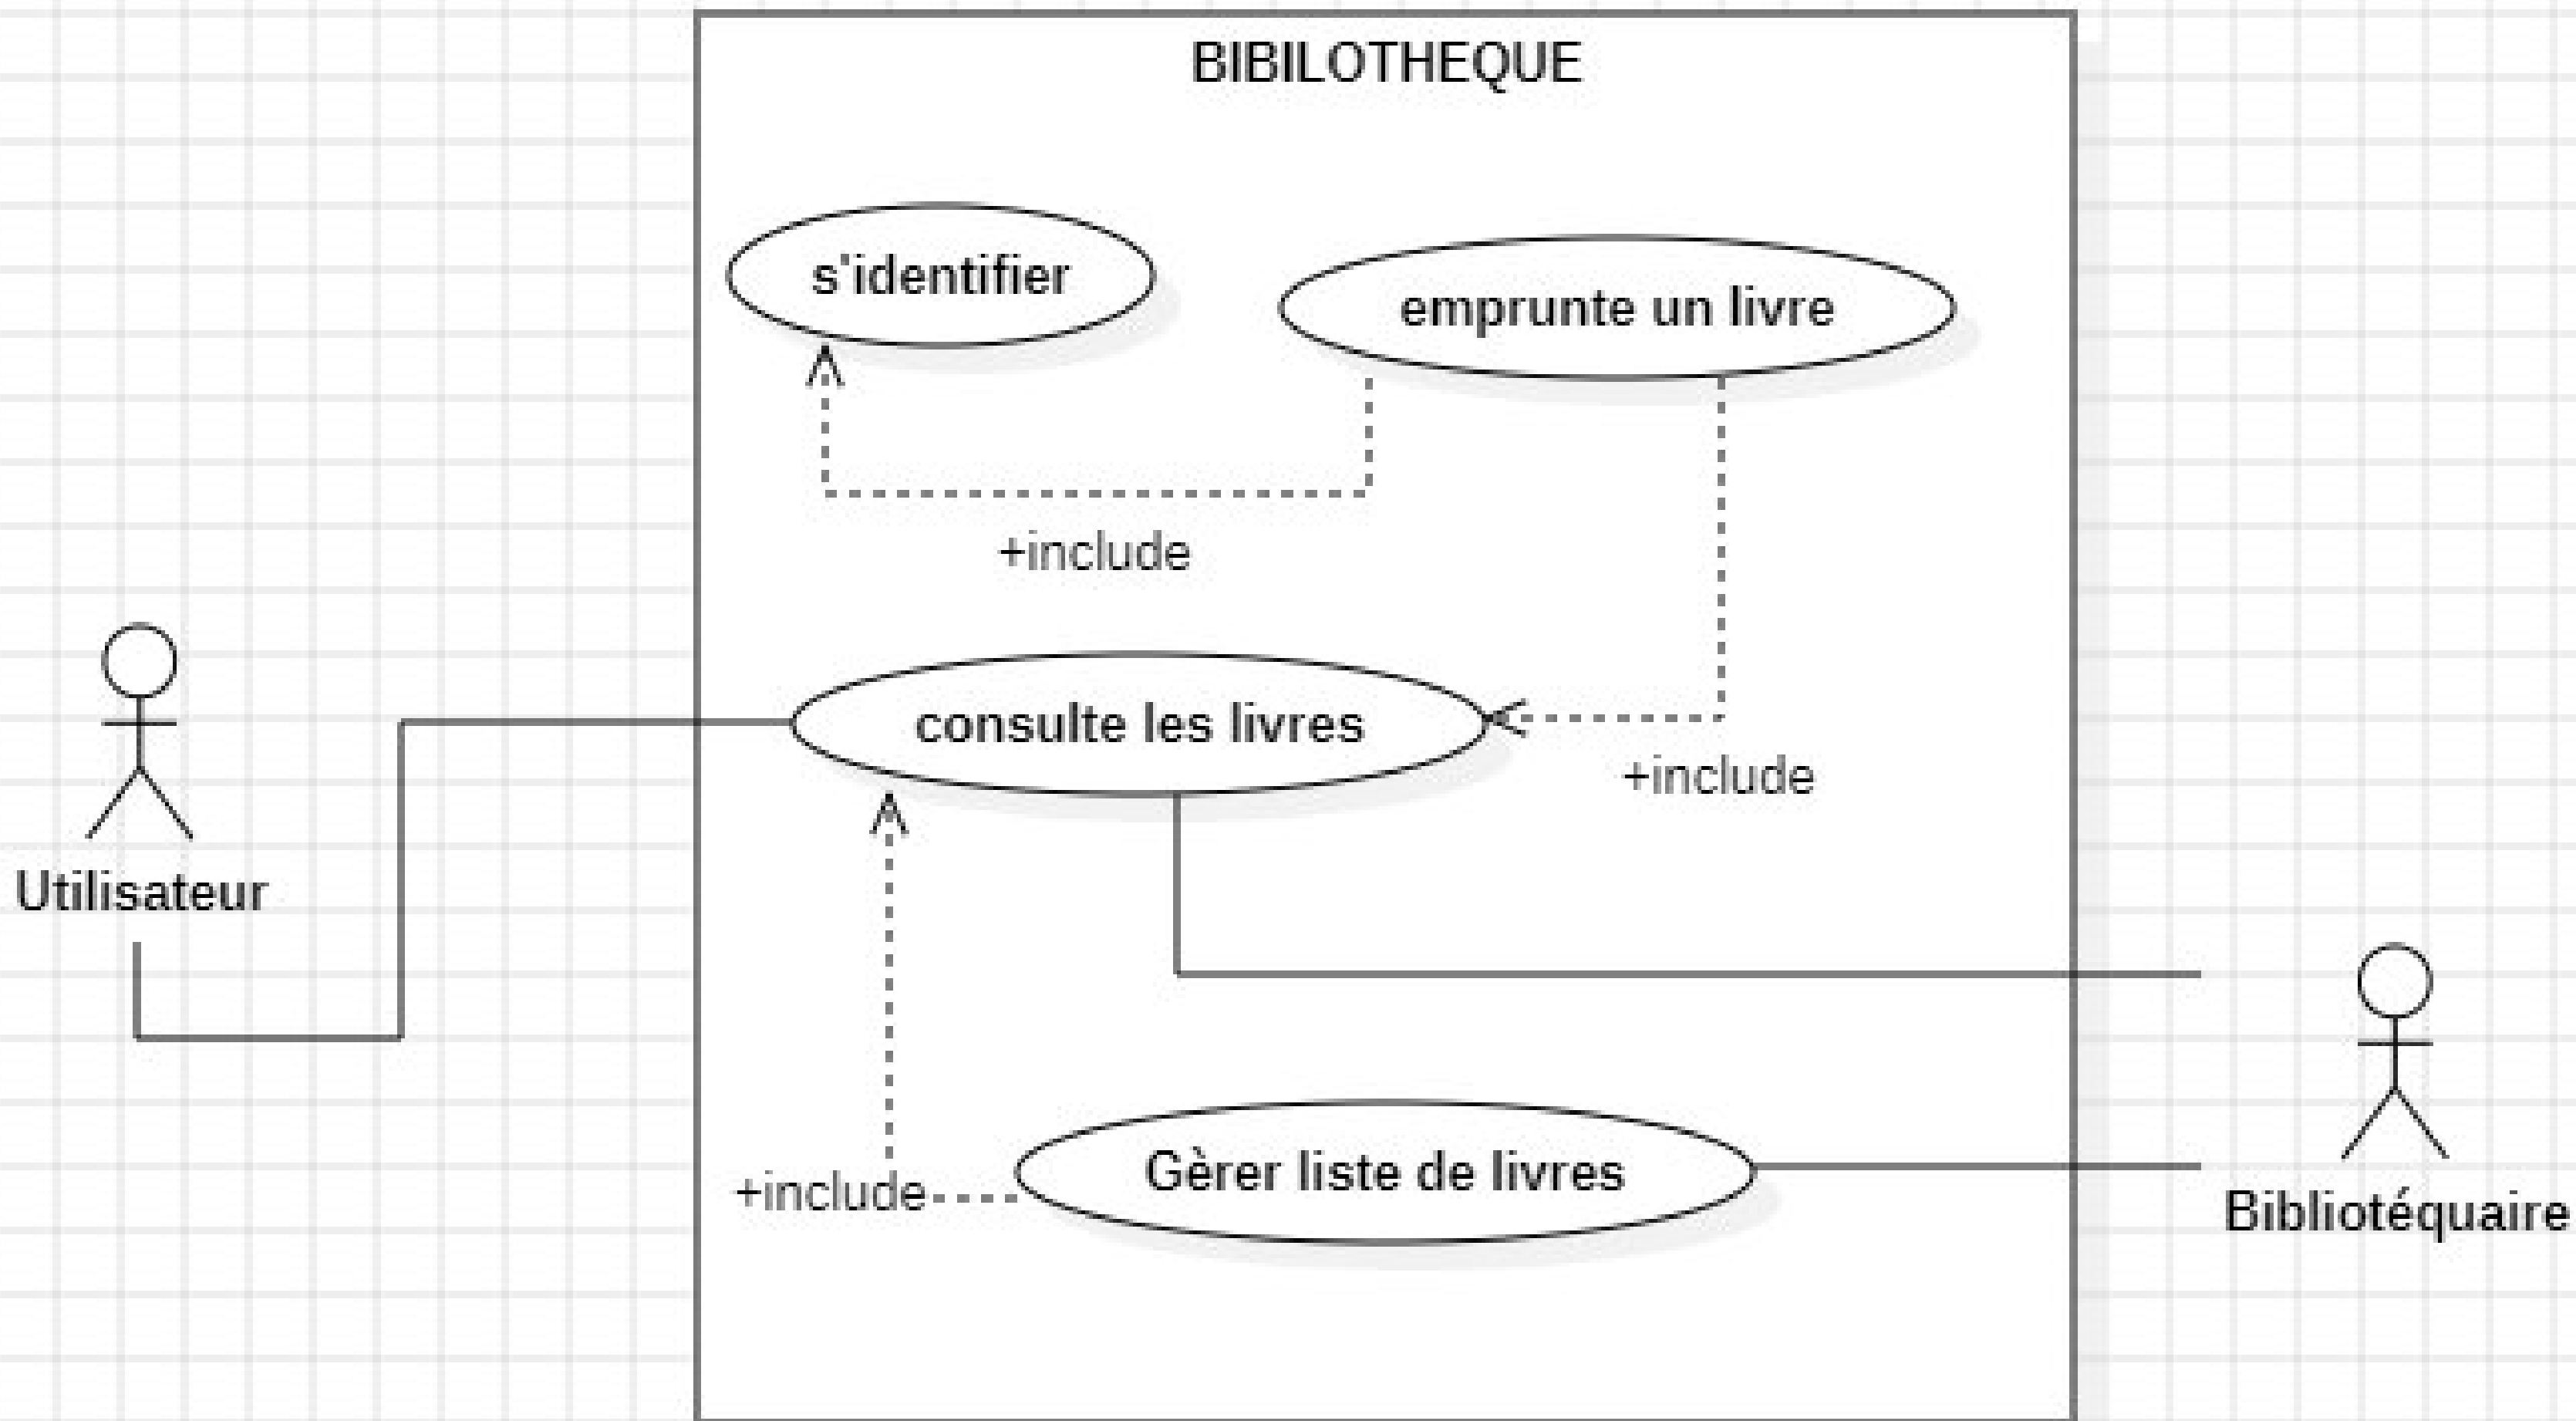 BIBILOTHEQUE
s'identifier
emprunte un livre
+include
consulte les livres
+include
Utilisateur
+include
Gèrer liste de livres
Bibliotéquaire